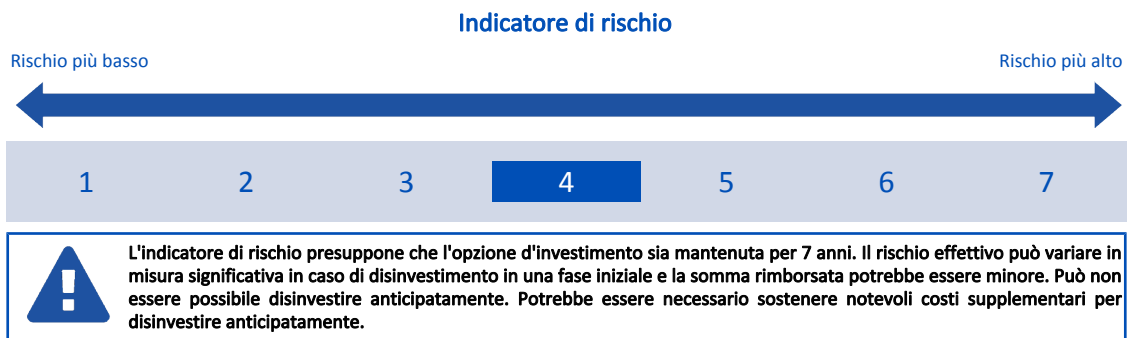 Indicatore di rischio
Rischio più basso Rischio più alto
1 2 3 4 5 6 7
L'indicatore di rischio presuppone che l'opzione d'investimento sia mantenuta per 7 anni. Il rischio effettivo può variare in
misura significativa in caso di disinvestimento in una fase iniziale e la somma rimborsata potrebbe essere minore. Può non
essere possibile disinvestire anticipatamente. Potrebbe essere necessario sostenere notevoli costi supplementari per
disinvestire anticipatamente.